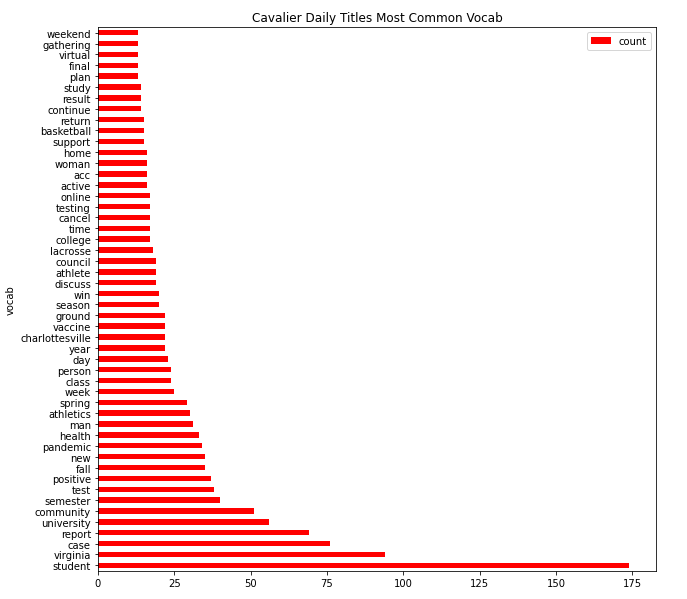 Cavalier Daily Titles Most Common Vocab
count
vocab
weekend
gathering
virtual
final
plan
study
result
continue
return
basketball
support
home
woman
acc
active
online
testing
cancel
time
college
lacrosse
council
athlete
discuss
win
season
ground
vaccine
charlottesville
year
day
person
class
week
spring
athletics
man
health
pandemic
new
fall
positive
test
semester
community
university
report
case
virginia
student
0 25 50 75 100 125 150 175